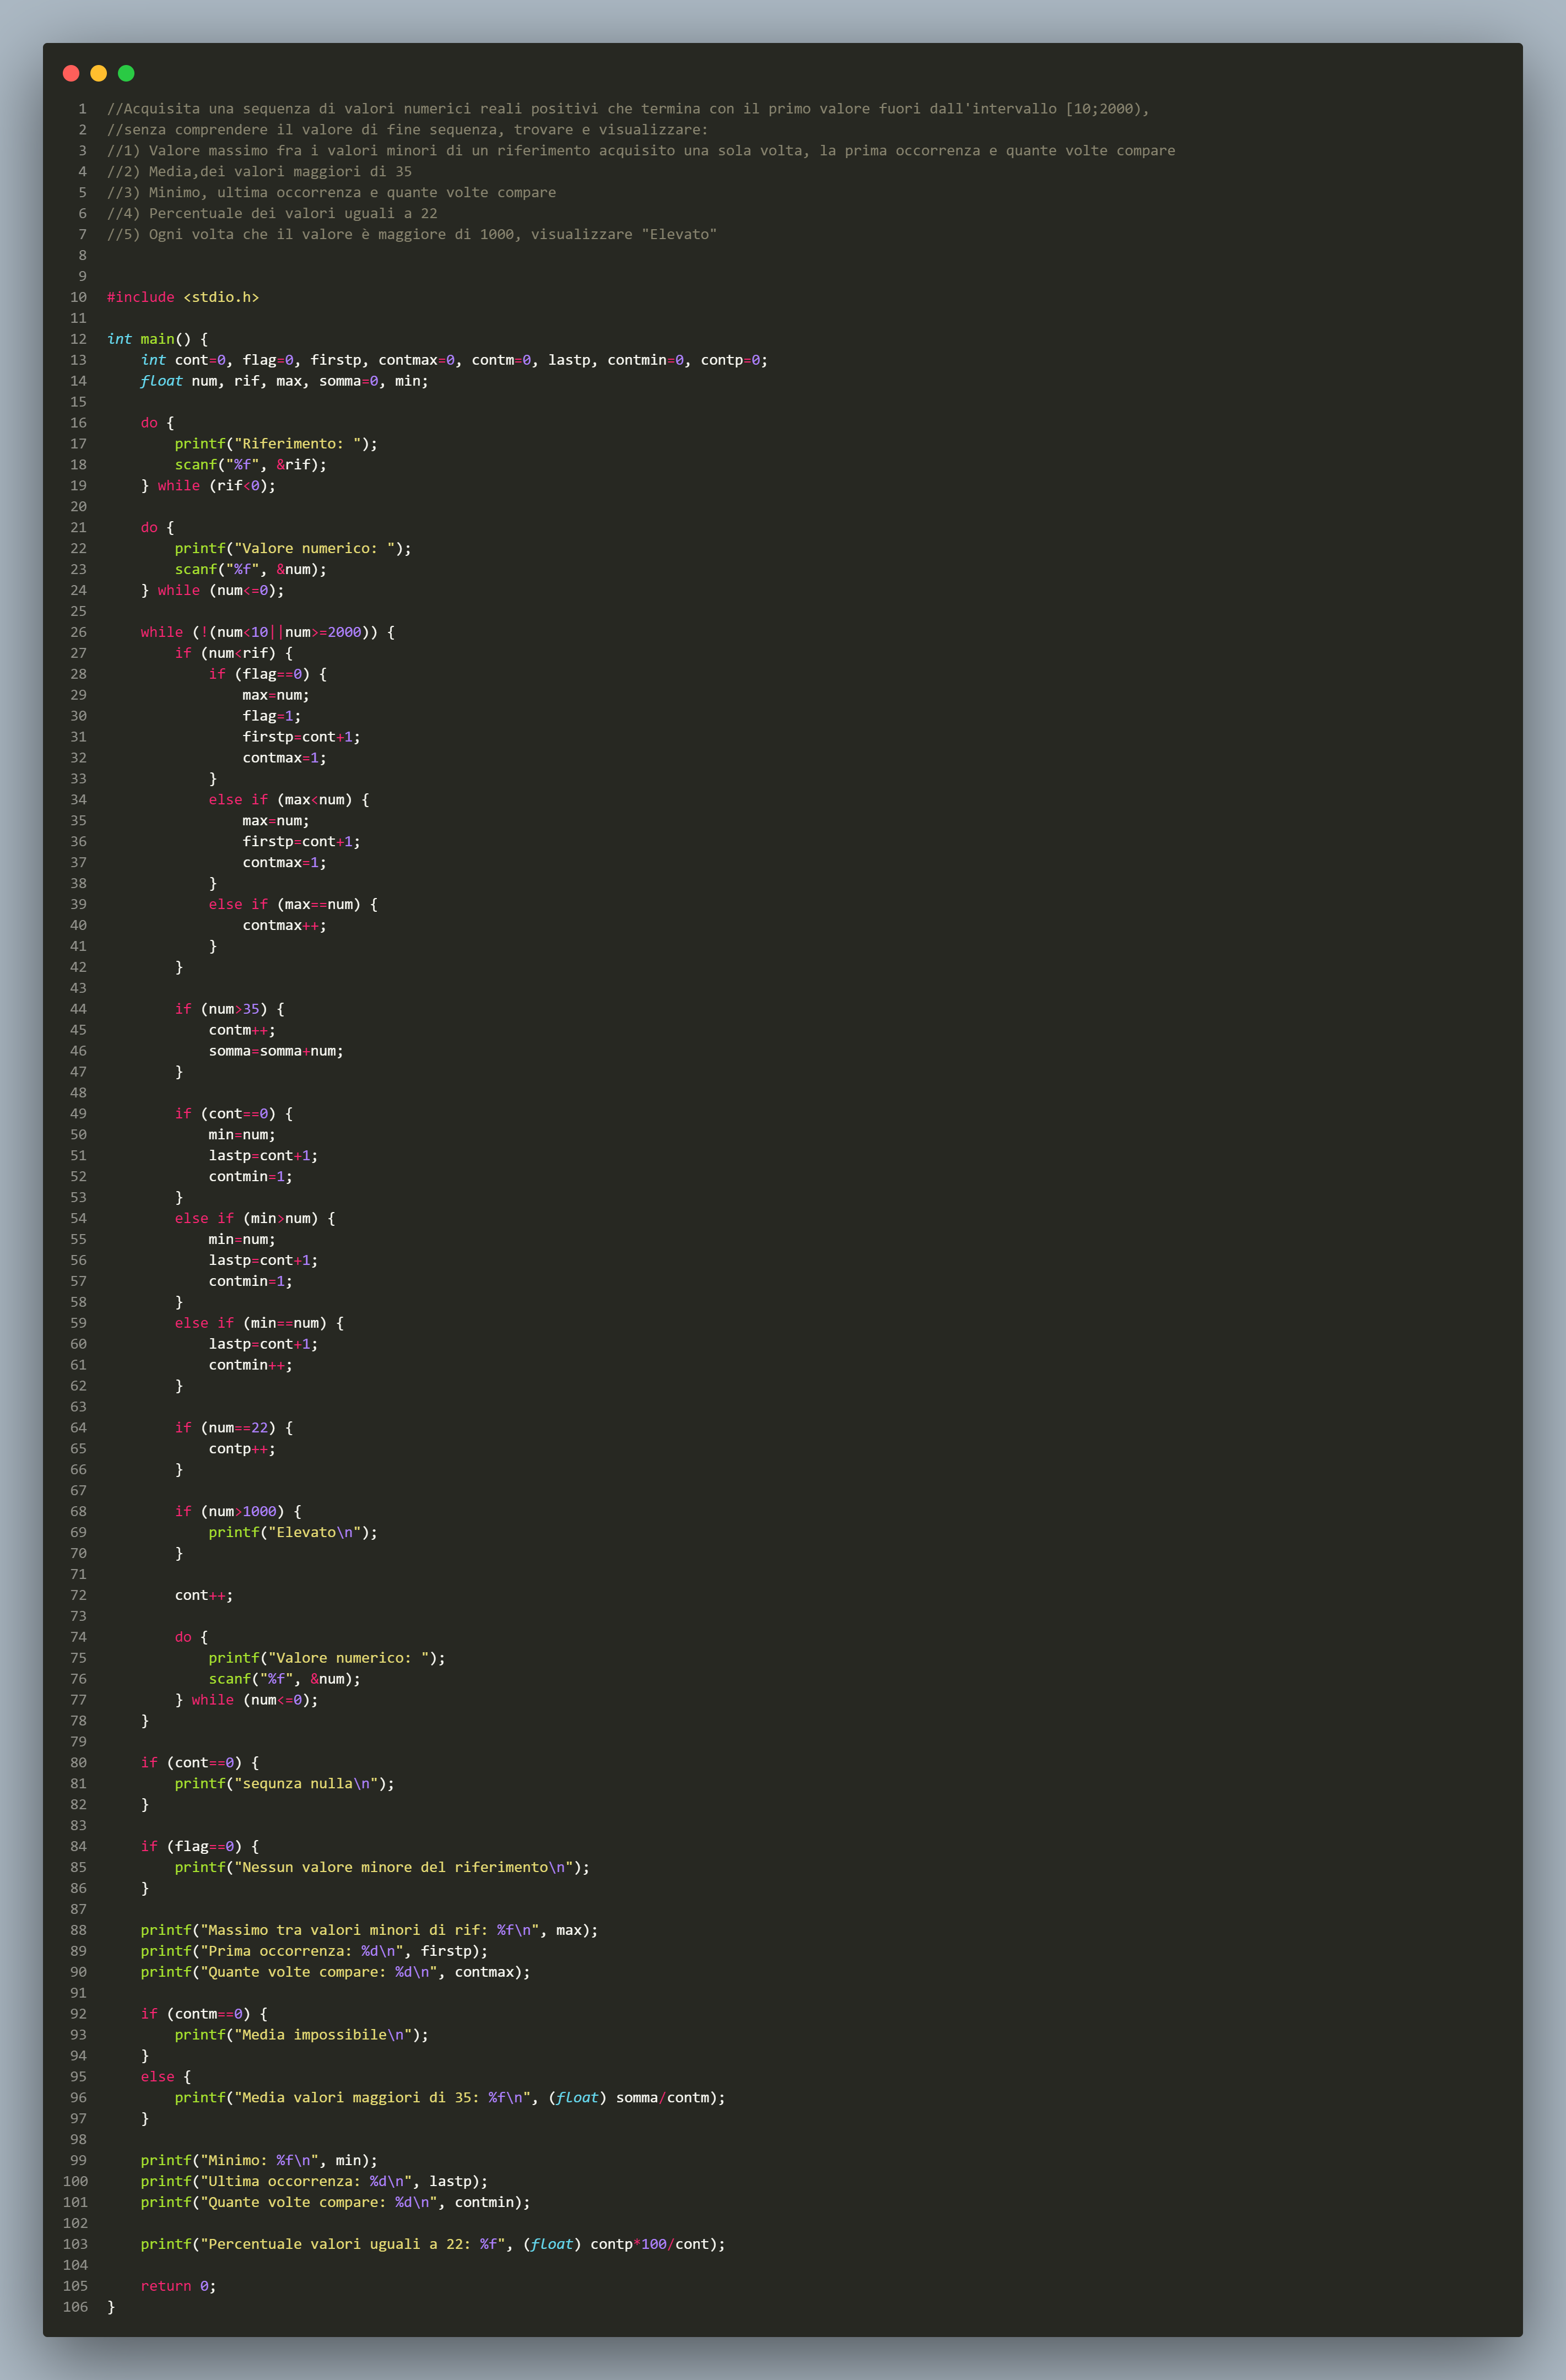 1 //Acquisita una sequenza di valori numerici reali positivi che termina con il primo valore fuori dall'intervallo [10;2000),
2 //senza comprendere il valore di fine sequenza, trovare e visualizzare:
3 //1) Valore massimo fra i valori minori di un riferimento acquisito una sola volta, la prima occorrenza e quante volte compare
4 //2) Media,dei valori maggiori di 35
5 //3) Minimo, ultima occorrenza e quante volte compare
6 //4) Percentuale dei valori uguali a 22
7 //5) Ogni volta che il valore è maggiore di 1000, visualizzare "Elevato"
8
9
10 #include <stdio.h>
11
12 int main() {
13     int cont=0, flag=0, firstp, contmax=0, contm=0, lastp, contmin=0, contp=0;
14     float num, rif, max, somma=0, min;
15
16     do {
17         printf("Riferimento: ");
18         scanf("%f", &rif);
19     } while (rif<0);
20
21     do {
22         printf("Valore numerico: ");
23         scanf("%f", &num);
24     } while (num<=0);
25
26     while (!(num<10||num>=2000)) {
27         if (num<rif) {
28             if (flag==0) {
29                 max=num;
30                 flag=1;
31                 firstp=cont+1;
32                 contmax=1;
33             }
34             else if (max<num) {
35                 max=num;
36                 firstp=cont+1;
37                 contmax=1;
38             }
39             else if (max==num) {
40                 contmax++;
41             }
42         }
43
44         if (num>35) {
45             contm++;
46             somma=somma+num;
47         }
48
49         if (cont==0) {
50             min=num;
51             lastp=cont+1;
52             contmin=1;
53         }
54         else if (min>num) {
55             min=num;
56             lastp=cont+1;
57             contmin=1;
58         }
59         else if (min==num) {
60             lastp=cont+1;
61             contmin++;
62         }
63
64         if (num==22) {
65             contp++;
66         }
67
68         if (num>1000) {
69             printf("Elevato\n");
70         }
71
72         cont++;
73
74         do {
75             printf("Valore numerico: ");
76             scanf("%f", &num);
77         } while (num<=0);
78     }
79
80     if (cont==0) {
81         printf("sequnza nulla\n");
82     }
83
84     if (flag==0) {
85         printf("Nessun valore minore del riferimento\n");
86     }
87
88     printf("Massimo tra valori minori di rif: %f\n", max);
89     printf("Prima occorrenza: %d\n", firstp);
90     printf("Quante volte compare: %d\n", contmax);
91
92     if (contm==0) {
93         printf("Media impossibile\n");
94     }
95     else {
96         printf("Media valori maggiori di 35: %f\n", (float) somma/contm);
97     }
98
99     printf("Minimo: %f\n", min);
100     printf("Ultima occorrenza: %d\n", lastp);
101     printf("Quante volte compare: %d\n", contmin);
102
103     printf("Percentuale valori uguali a 22: %f", (float) contp*100/cont);
104
105     return 0;
106 }